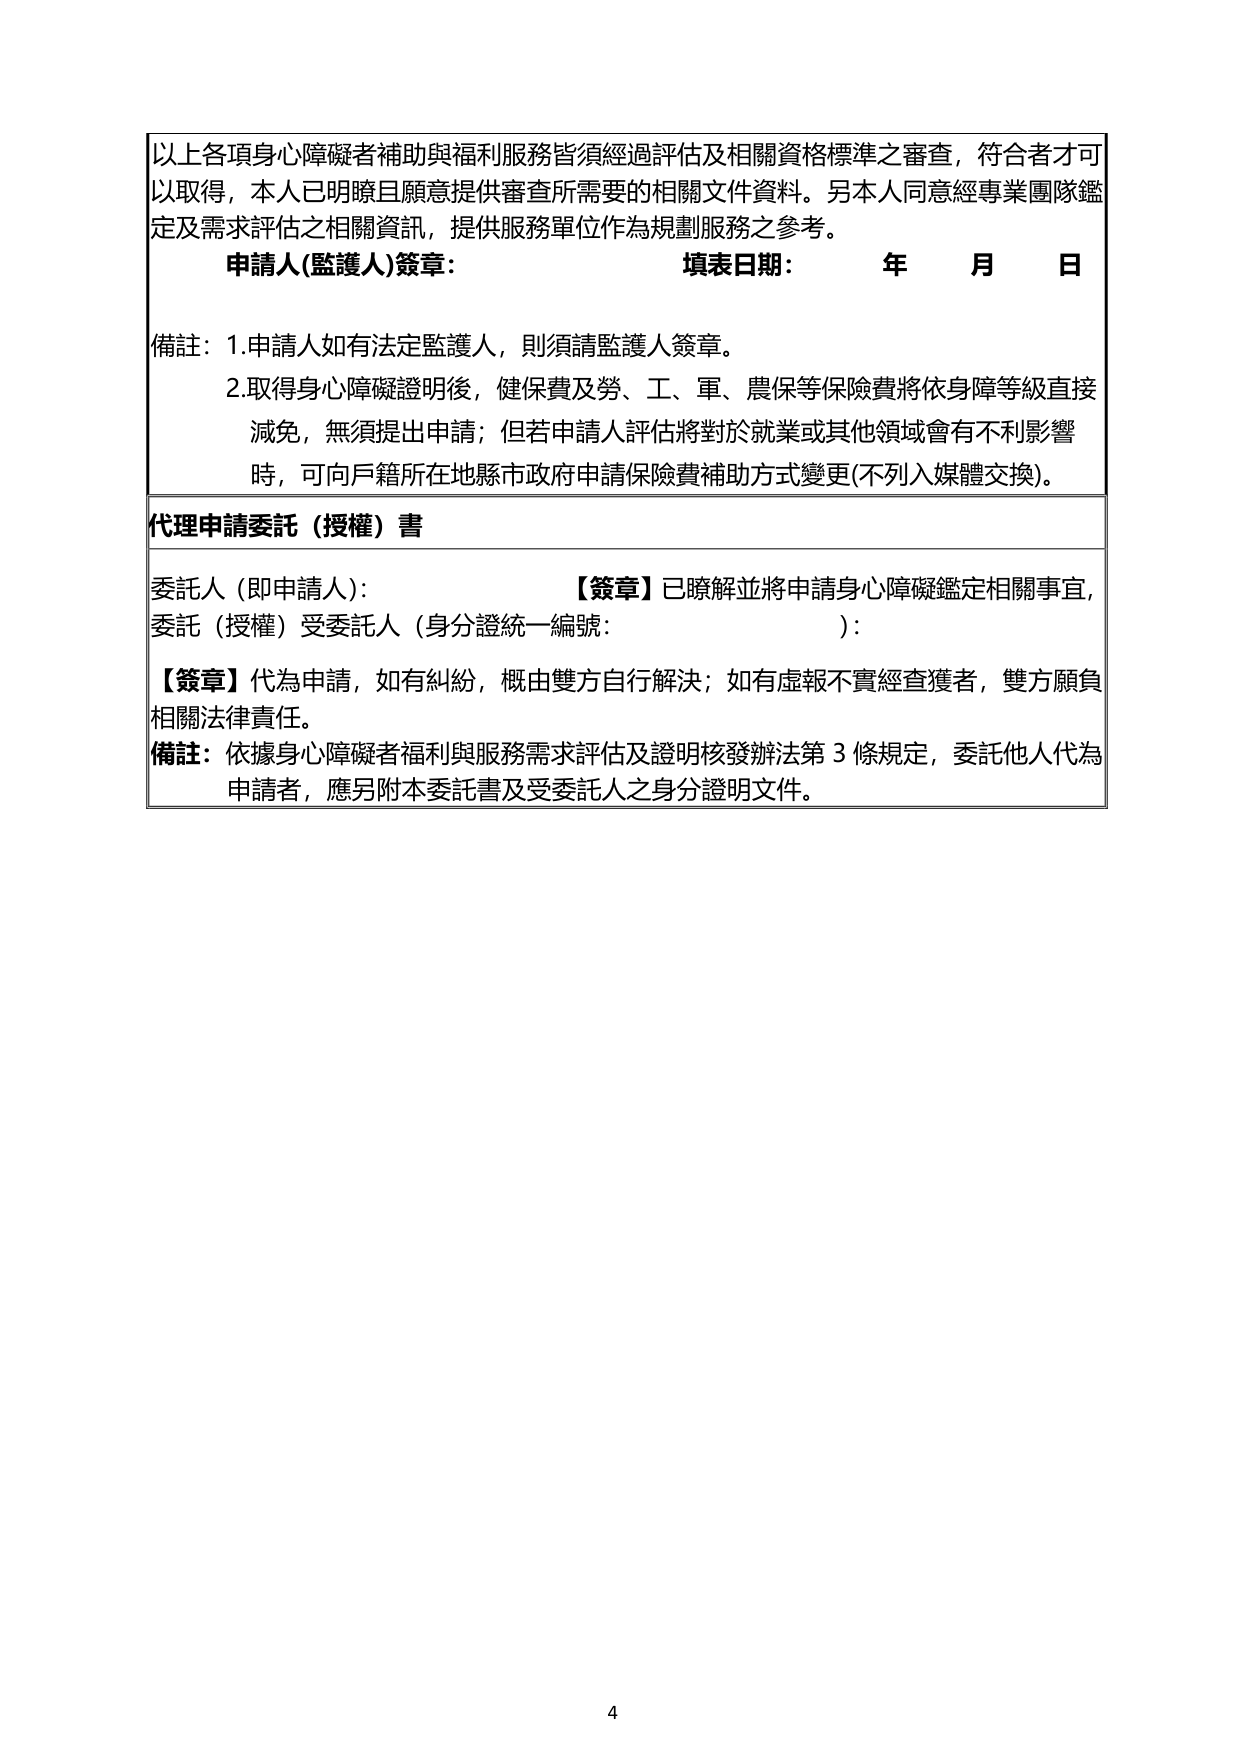 以上各項身心障礙者補助與福利服務皆須經過評估及相關資格標準之審查，符合者才可
以取得，本人已明瞭且願意提供審查所需要的相關文件資料。另本人同意經專業團隊鑑
定及需求評估之相關資訊，提供服務單位作為規劃服務之參考。
申請人(監護人)簽章： 填表日期： 年 月 日
備註：1.申請人如有法定監護人，則須請監護人簽章。
2.取得身心障礙證明後，健保費及勞、工、軍、農保等保險費將依身障等級直接
減免，無須提出申請；但若申請人評估將對於就業或其他領域會有不利影響
時，可向戶籍所在地縣市政府申請保險費補助方式變更(不列入媒體交換)。
代理申請委託（授權）書
委託人（即申請人）： 【簽章】已瞭解並將申請身心障礙鑑定相關事宜，
委託（授權）受委託人（身分證統一編號： ）：
【簽章】代為申請，如有糾紛，概由雙方自行解決；如有虛報不實經查獲者，雙方願負
相關法律責任。
備註：依據身心障礙者福利與服務需求評估及證明核發辦法第 3 條規定，委託他人代為
申請者，應另附本委託書及受委託人之身分證明文件。
4